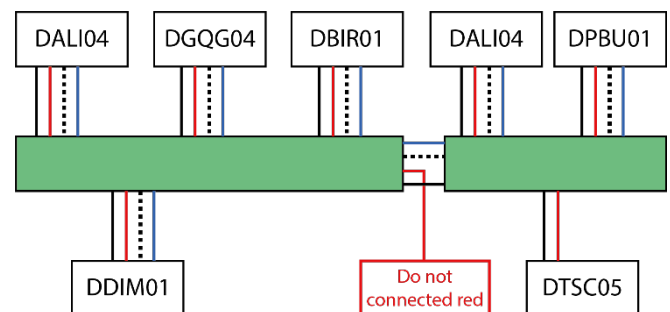 DALI04
DGQG04
DBIR01
DALI04
DPBU01
DDIM01
Do not
connected red
DTSC05